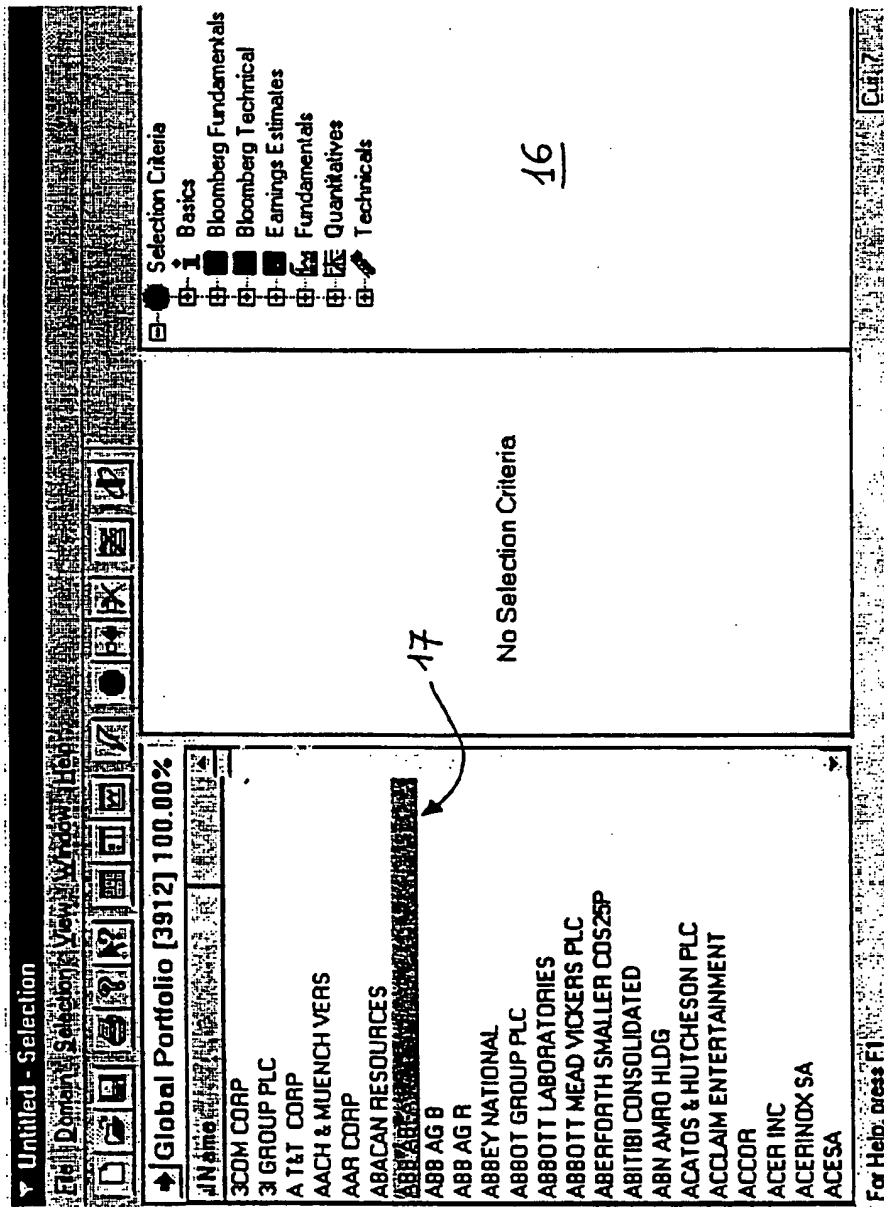 Untitled - Selection
File Domain Selection View Window Help
Global Portfolio [3912] 100.00%
Name
3COM CORP
3I GROUP PLC
A T&T CORP
AACH & MUENCH VERS
AAR CORP
ABACAN RESOURCES
ABB AG B
ABB AG R
ABBEY NATIONAL
ABBOT GROUP PLC
ABBOTT LABORATORIES
ABBOTT MEAD VICKERS PLC
ABERFORTH SMALLER COS25P
ABITIBI CONSOLIDATED
ABN AMRO HLDG
ACATOS & HUTCHESON PLC
ACCLAIM ENTERTAINMENT
ACCOR
ACER INC
ACERINOX SA
ACESA
17
No Selection Criteria
Selection Criteria
Basics
Bloomberg Fundamentals
Bloomberg Technical
Earnings Estimates
Fundamentals
Quantitatives
Technicals
16
For Help, press F1